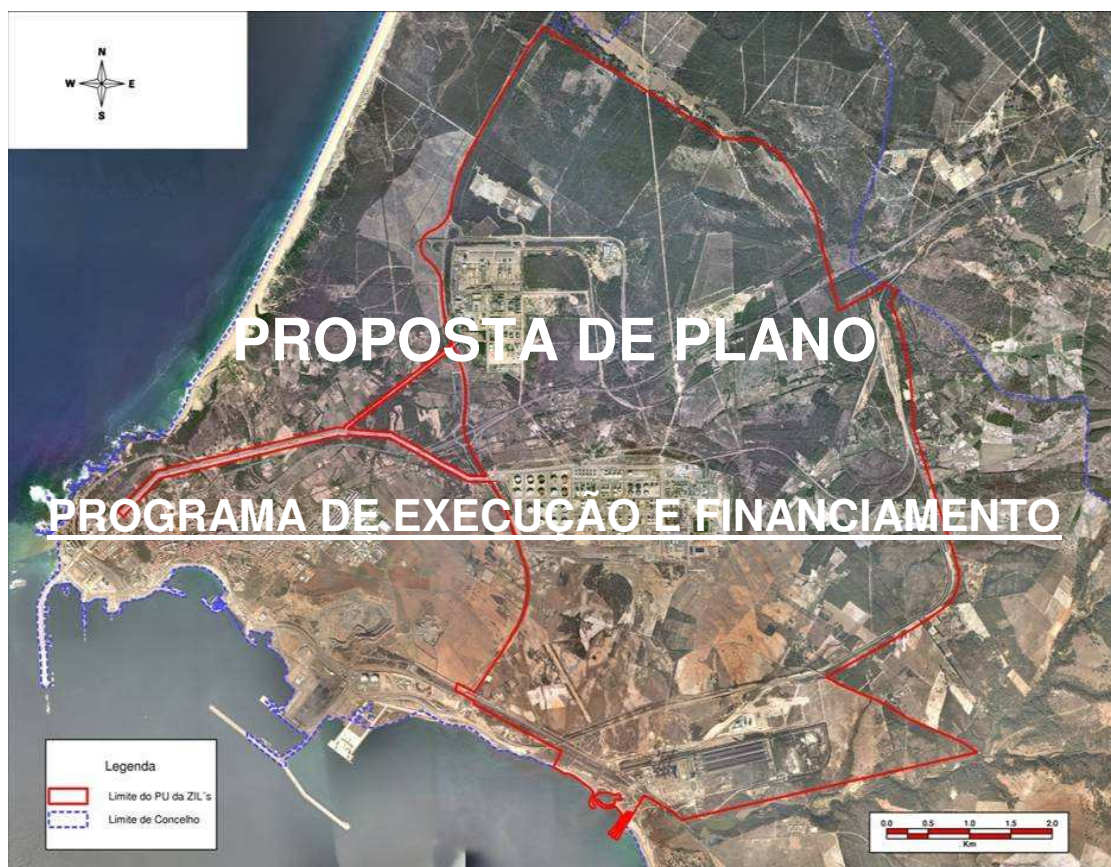 N
W E
S
PROPOSTA DE PLANO
PROGRAMA DE EXECUÇÃO E FINANCIAMENTO
Legenda
Limite do PU da ZIL´s
Limite de Concelho
0.0 0.5 1.0 1.5 2.0
Km